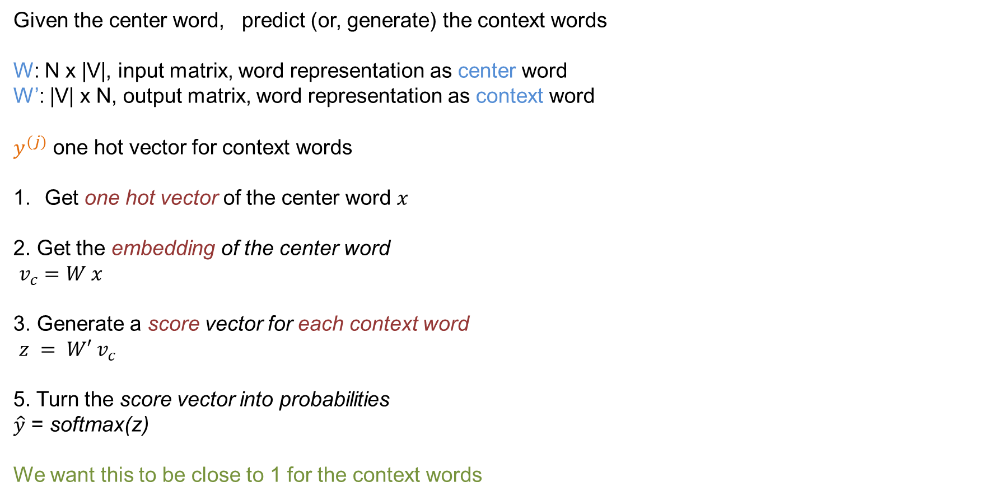 Given the center word, predict (or, generate) the context words
W: N x |V|, input matrix, word representation as center word
W’: |V| x N, output matrix, word representation as context word
y⁽ʲ⁾ one hot vector for context words
1. Get one hot vector of the center word x
2. Get the embedding of the center word
v_c = W x
3. Generate a score vector for each context word
z = W′ v_c
5. Turn the score vector into probabilities
ŷ = softmax(z)
We want this to be close to 1 for the context words